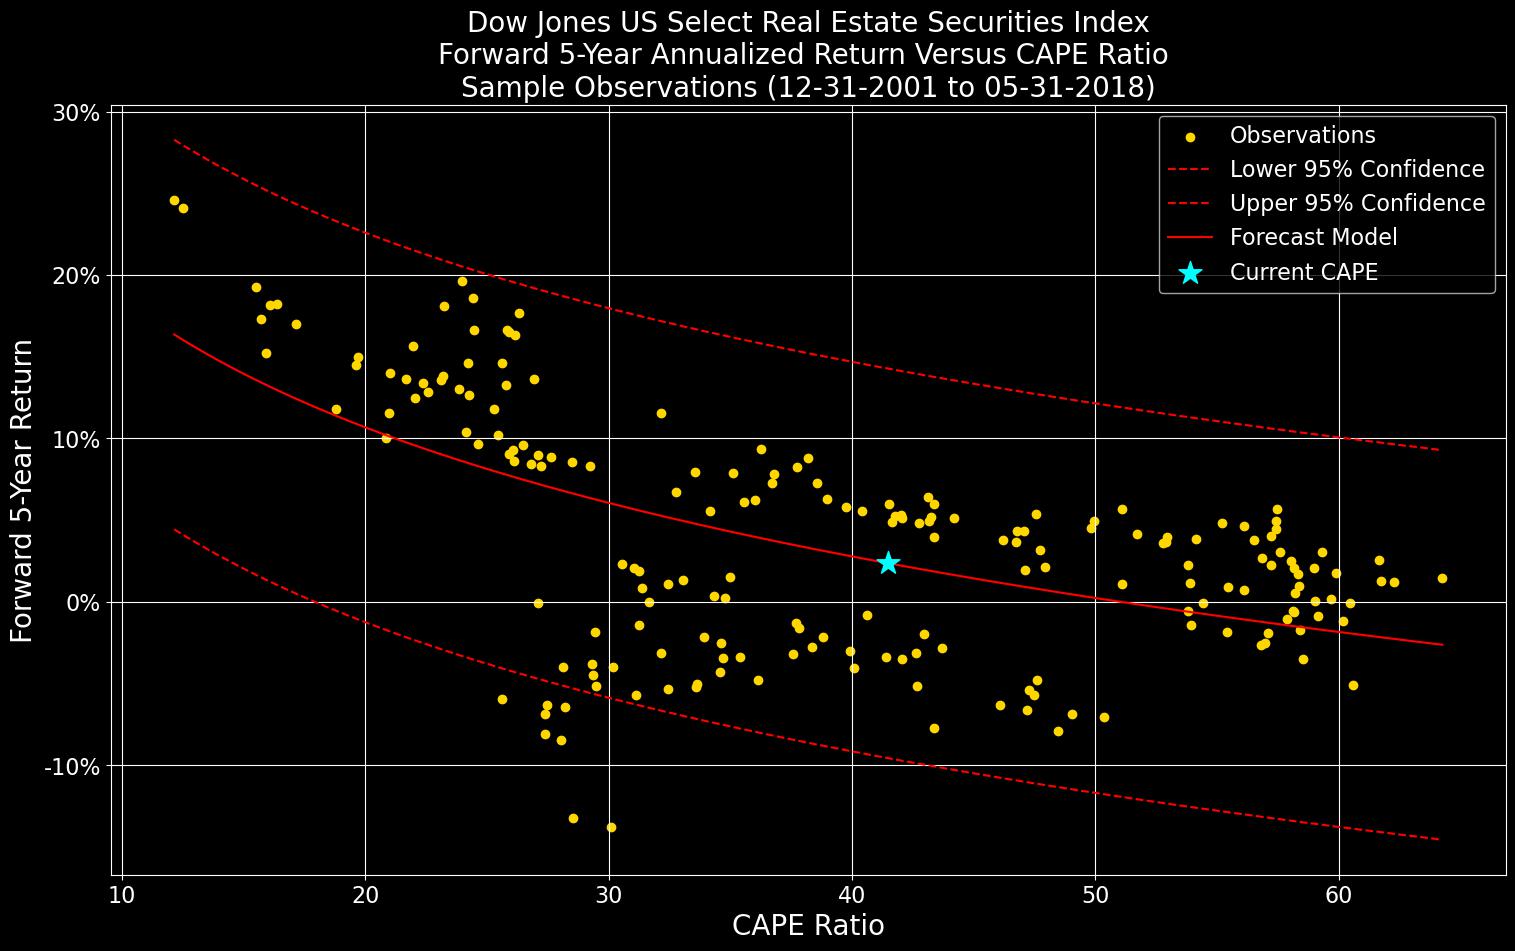 Dow Jones US Select Real Estate Securities Index
Forward 5-Year Annualized Return Versus CAPE Ratio
Sample Observations (12-31-2001 to 05-31-2018)
30%
20%
10%
0%
-10%
Forward 5-Year Return
Observations
Lower 95% Confidence
Upper 95% Confidence
Forecast Model
Current CAPE
10 20 30 40 50 60
CAPE Ratio